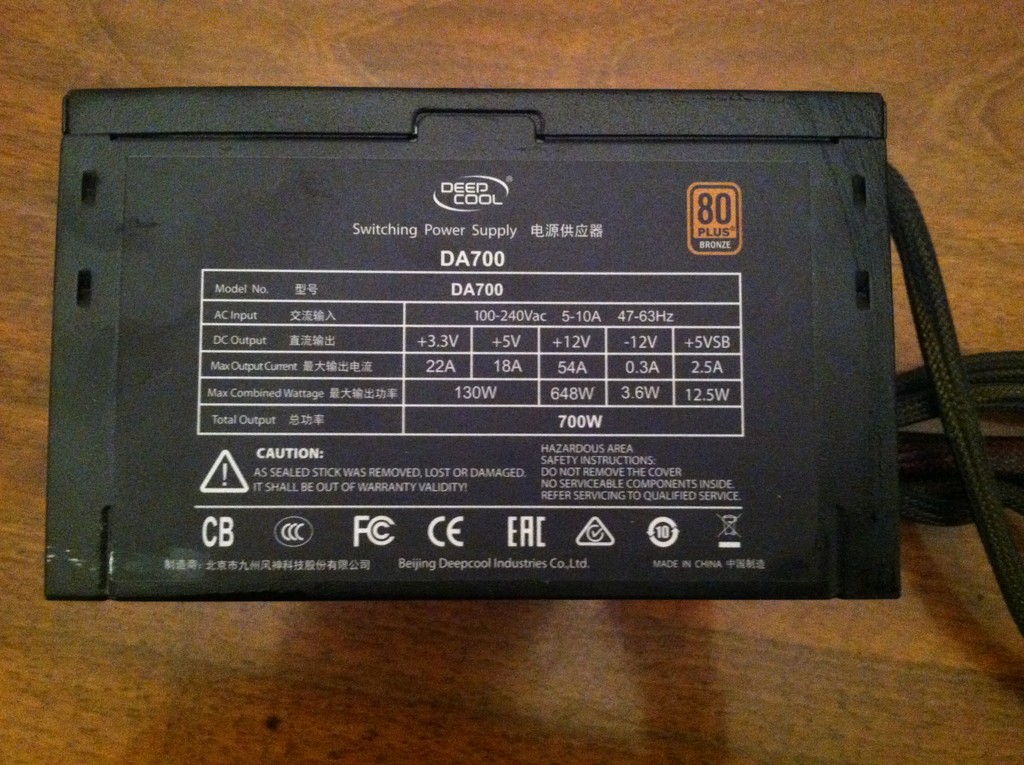 DEEP
COOL
®
80
PLUS®
BRONZE
Switching Power Supply 电源供应器
DA700
Model No. 型号 DA700
AC Input 交流输入 100-240Vac 5-10A 47-63Hz
DC Output 直流输出 +3.3V +5V +12V -12V +5VSB
Max Output Current 最大输出电流 22A 18A 54A 0.3A 2.5A
Max Combined Wattage 最大输出功率 130W 648W 3.6W 12.5W
Total Output 总功率 700W
CAUTION:
AS SEALED STICK WAS REMOVED, LOST OR DAMAGED.
IT SHALL BE OUT OF WARRANTY VALIDITY!
HAZARDOUS AREA
SAFETY INSTRUCTIONS:
DO NOT REMOVE THE COVER
NO SERVICEABLE COMPONENTS INSIDE.
REFER SERVICING TO QUALIFIED SERVICE.
CB CCC FC CE EAC 10
制造商: 北京市九州风神科技股份有限公司 Beijing Deepcool Industries Co.,Ltd. MADE IN CHINA 中国制造